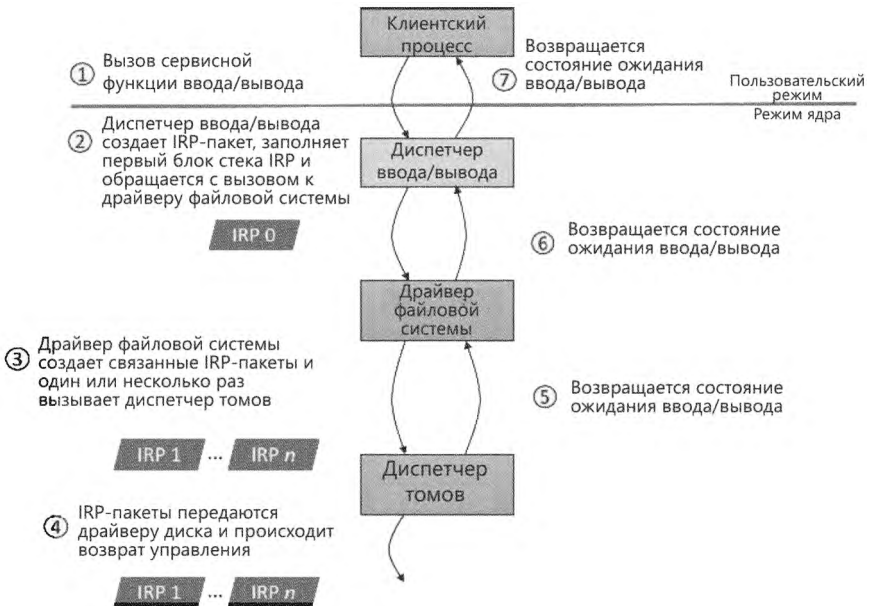 Клиентский
процесс
① Вызов сервисной
функции ввода/вывода
⑦ Возвращается
состояние ожидания
ввода/вывода
Пользовательский
режим
Режим ядра
② Диспетчер ввода/вывода
создает IRP-пакет, заполняет
первый блок стека IRP и
обращается с вызовом к
драйверу файловой системы
Диспетчер
ввода/вывода
IRP 0
⑥ Возвращается состояние
ожидания ввода/вывода
Драйвер
файловой
системы
③ Драйвер файловой системы
создает связанные IRP-пакеты и
один или несколько раз
вызывает диспетчер томов
⑤ Возвращается состояние
ожидания ввода/вывода
IRP 1 ... IRP n
Диспетчер
томов
④ IRP-пакеты передаются
драйверу диска и происходит
возврат управления
IRP 1 ... IRP n